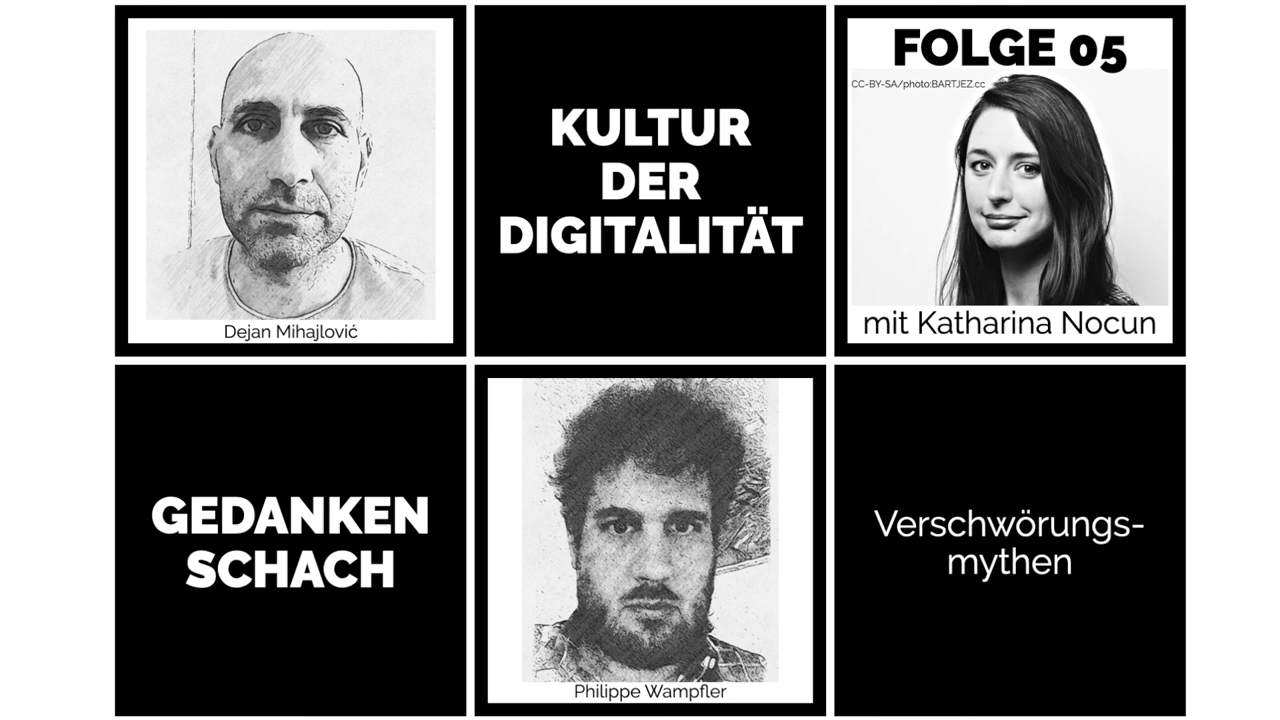 Dejan Mihajlović
KULTUR
DER
DIGITALITÄT
FOLGE 05
CC-BY-SA/photo:BARTJEZ.cc
mit Katharina Nocun
GEDANKEN
SCHACH
Philippe Wampfler
Verschwörungs-
mythen